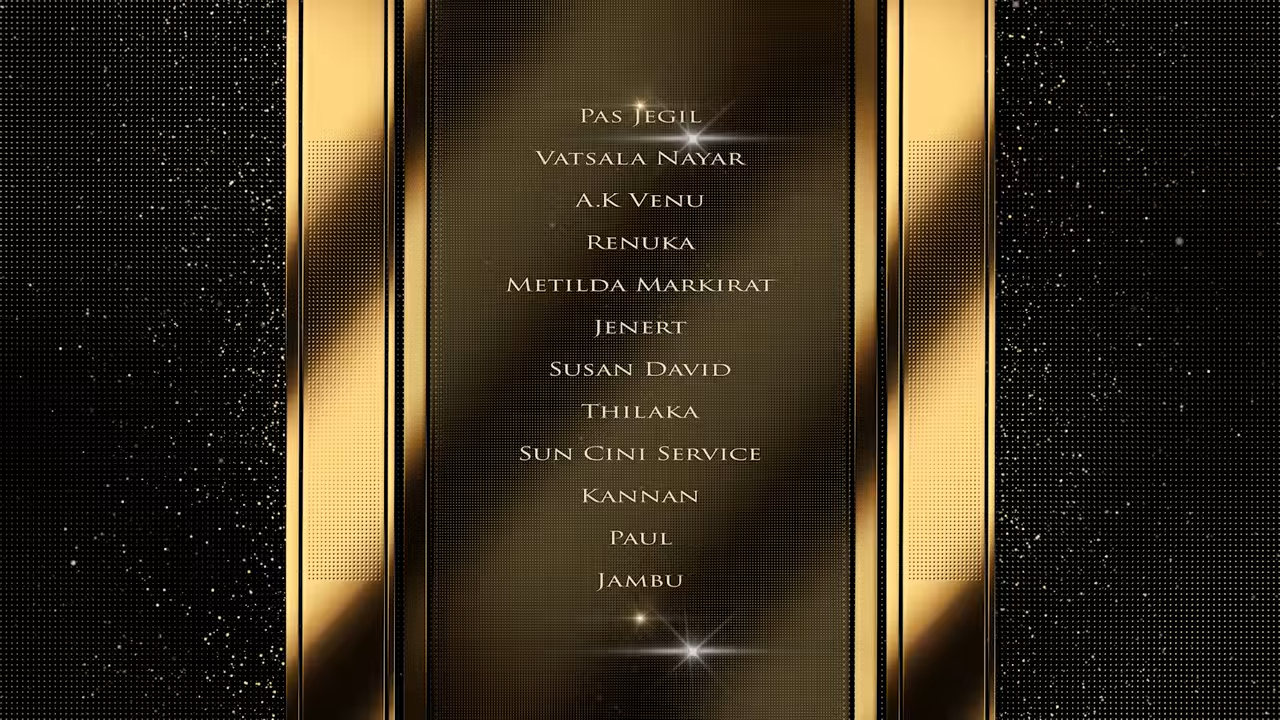 Pas Jegil
Vatsala Nayar
A.K Venu
Renuka
Metilda Markirat
Jenert
Susan David
Thilaka
Sun Cini Service
Kannan
Paul
Jambu